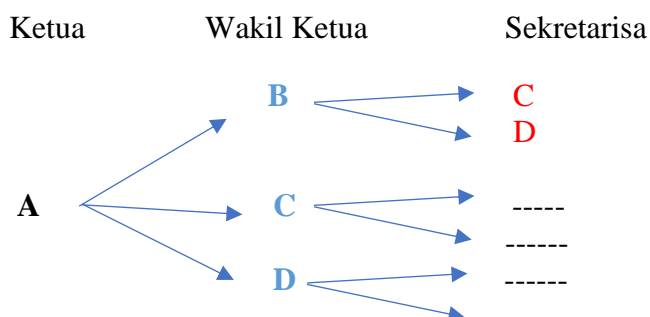 Ketua Wakil Ketua Sekretarisa
B C
D
A C -----
------
D ------